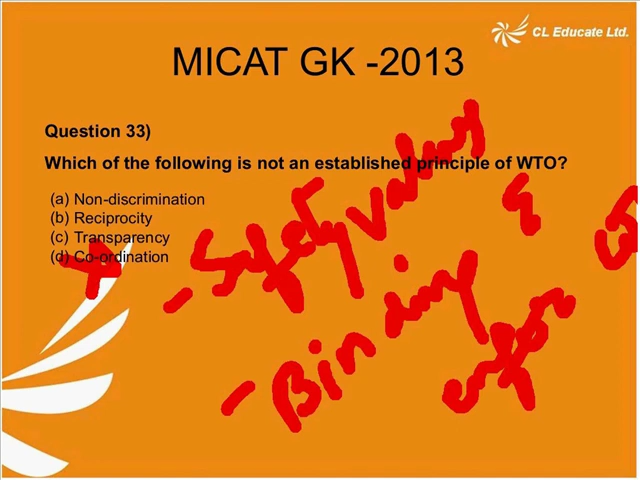 CL Educate Ltd.
MICAT GK -2013
Question 33)
Which of the following is not an established principle of WTO?
(a) Non-discrimination
(b) Reciprocity
(c) Transparency
(d) Co-ordination
- Safety Valves
- Binding &